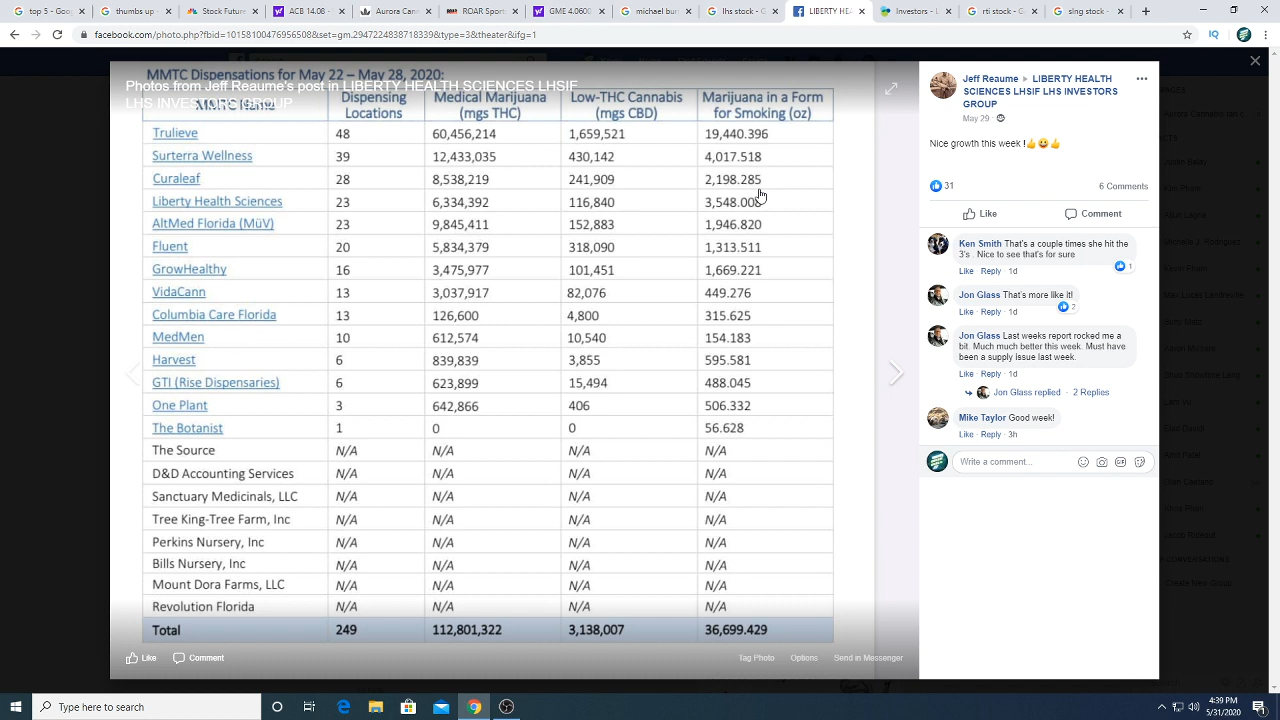 top 5 pe
Stock Futur
ACB 14.08 -
Aurora Cann
ROAR Sport
GME 4.0600
michael bur
lhs stock - G
LIBERTY HEA
Investors - L
rti stock - G
facebook.com/photo.php?fbid=10158100476956508&set=gm.2947224838718339&type=3&theater&ifg=1
IQ
MMTC Dispensations for May 22 – May 28, 2020:
Photos from Jeff Reaume's post in LIBERTY HEALTH SCIENCES LHSIF
LHS INVESTORS GROUP
Dispensing Locations Medical Marijuana (mgs THC) Low-THC Cannabis (mgs CBD) Marijuana in a Form for Smoking (oz)
Trulieve 48 60,456,214 1,659,521 19,440.396
Surterra Wellness 39 12,433,035 430,142 4,017.518
Curaleaf 28 8,538,219 241,909 2,198.285
Liberty Health Sciences 23 6,334,392 116,840 3,548.008
AltMed Florida (MüV) 23 9,845,411 152,883 1,946.820
Fluent 20 5,834,379 318,090 1,313.511
GrowHealthy 16 3,475,977 101,451 1,669.221
VidaCann 13 3,037,917 82,076 449.276
Columbia Care Florida 13 126,600 4,800 315.625
MedMen 10 612,574 10,540 154.183
Harvest 6 839,839 3,855 595.581
GTI (Rise Dispensaries) 6 623,899 15,494 488.045
One Plant 3 642,866 406 506.332
The Botanist 1 0 0 56.628
The Source N/A N/A N/A N/A
D&D Accounting Services N/A N/A N/A N/A
Sanctuary Medicinals, LLC N/A N/A N/A N/A
Tree King-Tree Farm, Inc N/A N/A N/A N/A
Perkins Nursery, Inc N/A N/A N/A N/A
Bills Nursery, Inc N/A N/A N/A N/A
Mount Dora Farms, LLC N/A N/A N/A N/A
Revolution Florida N/A N/A N/A N/A
Total 249 112,801,322 3,138,007 36,699.429
Like Comment
Tag Photo Options Send in Messenger
Jeff Reaume LIBERTY HEALTH
SCIENCES LHSIF LHS INVESTORS
GROUP
May 29
Nice growth this week !👍😀👍
31
6 Comments
Like Comment
Ken Smith That's a couple times she hit the
3's . Nice to see that's for sure
1
Like · Reply · 1d
Jon Glass That's more like it!
2
Like · Reply · 1d
Jon Glass Last weeks report rocked me a
bit. Much much better this week. Must have
been a supply issue last week.
Like · Reply · 1d
Jon Glass replied · 2 Replies
Mike Taylor Good week!
Like · Reply · 3h
Write a comment...
GIF
Type here to search
4:39 PM
5/31/2020